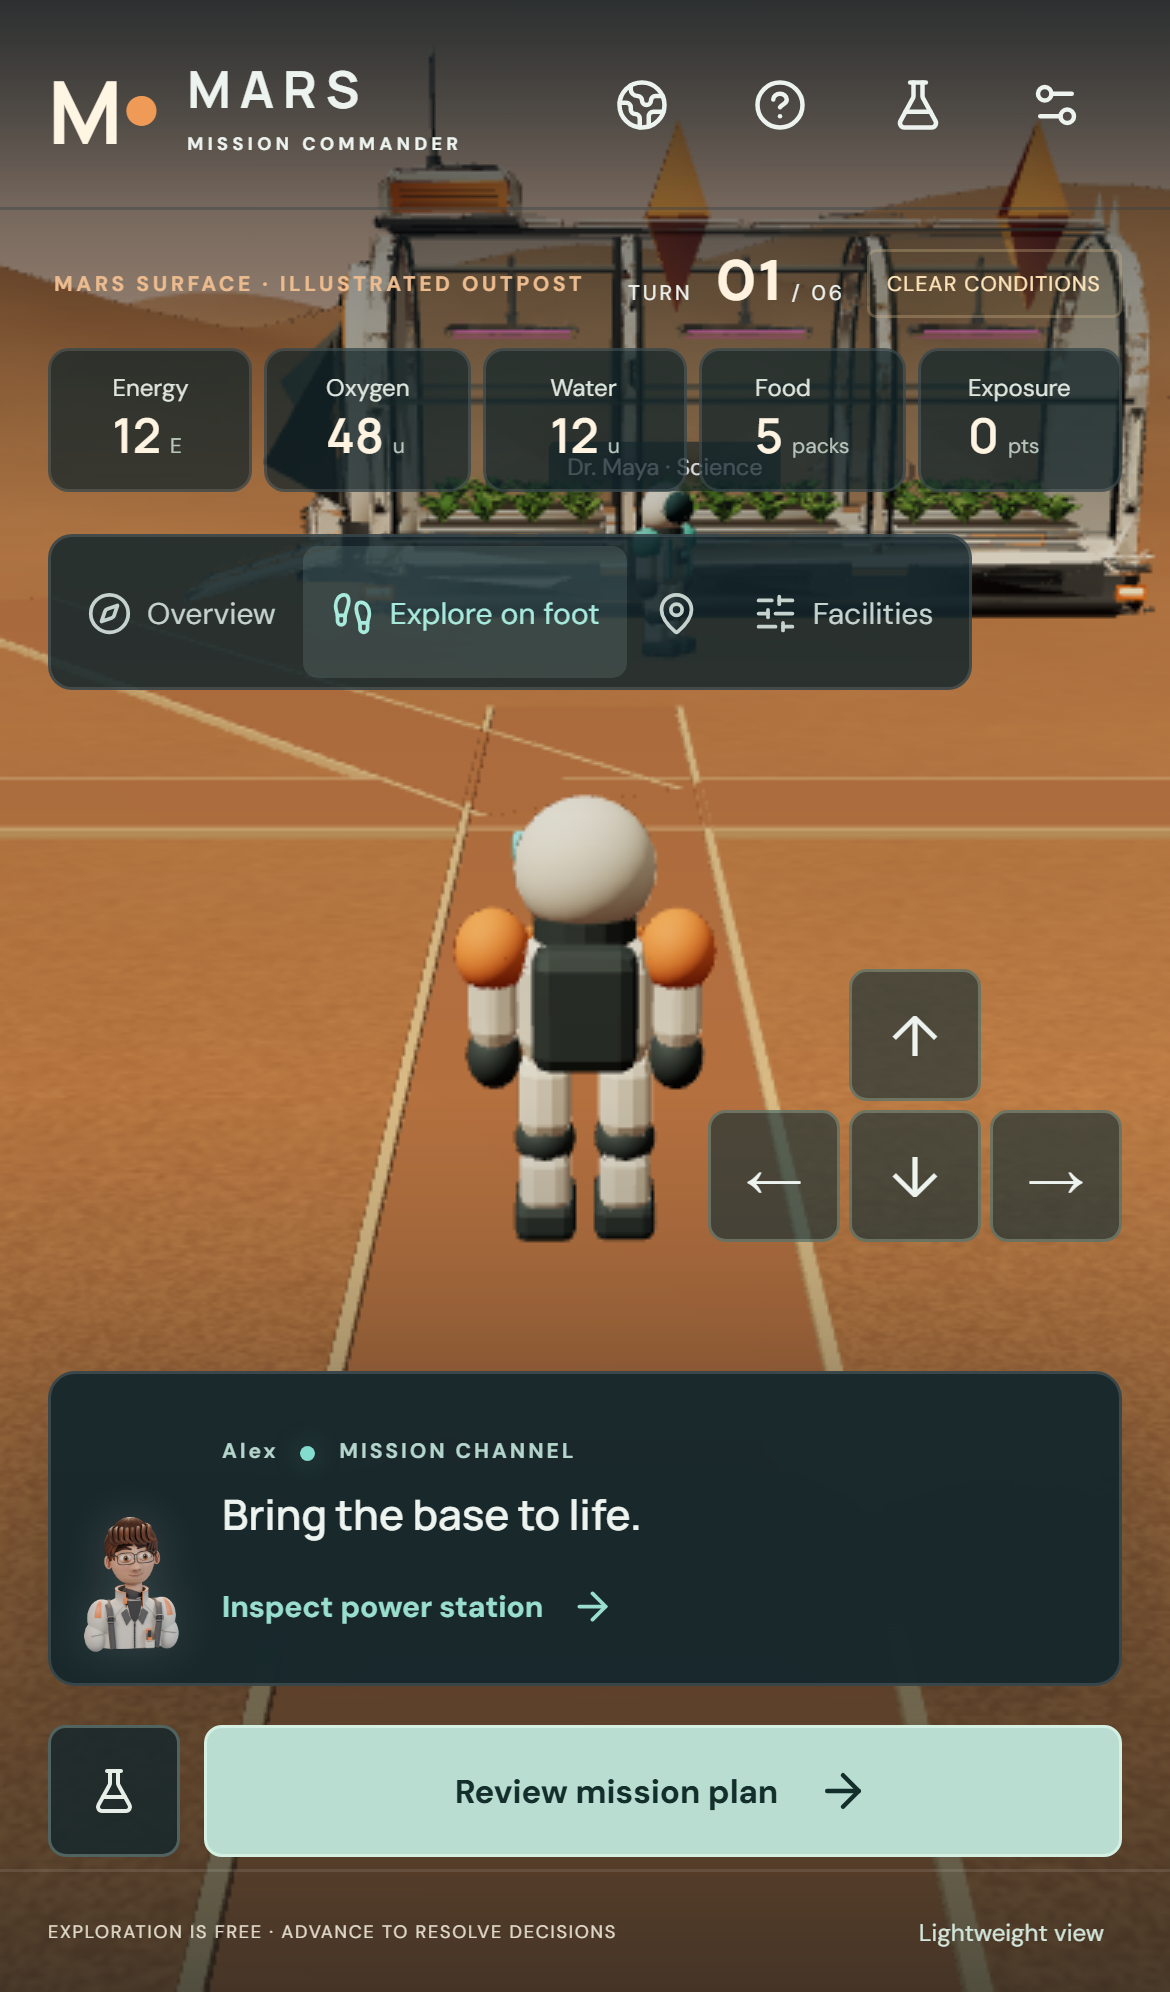 M
MARS
MISSION COMMANDER
MARS SURFACE · ILLUSTRATED OUTPOST
TURN 01 / 06
CLEAR CONDITIONS
Energy
12 E
Oxygen
48 u
Water
12 u
Food
5 packs
Exposure
0 pts
Dr. Maya · Science
Overview
Explore on foot
Facilities
Alex
MISSION CHANNEL
Bring the base to life.
Inspect power station
Review mission plan
EXPLORATION IS FREE · ADVANCE TO RESOLVE DECISIONS
Lightweight view